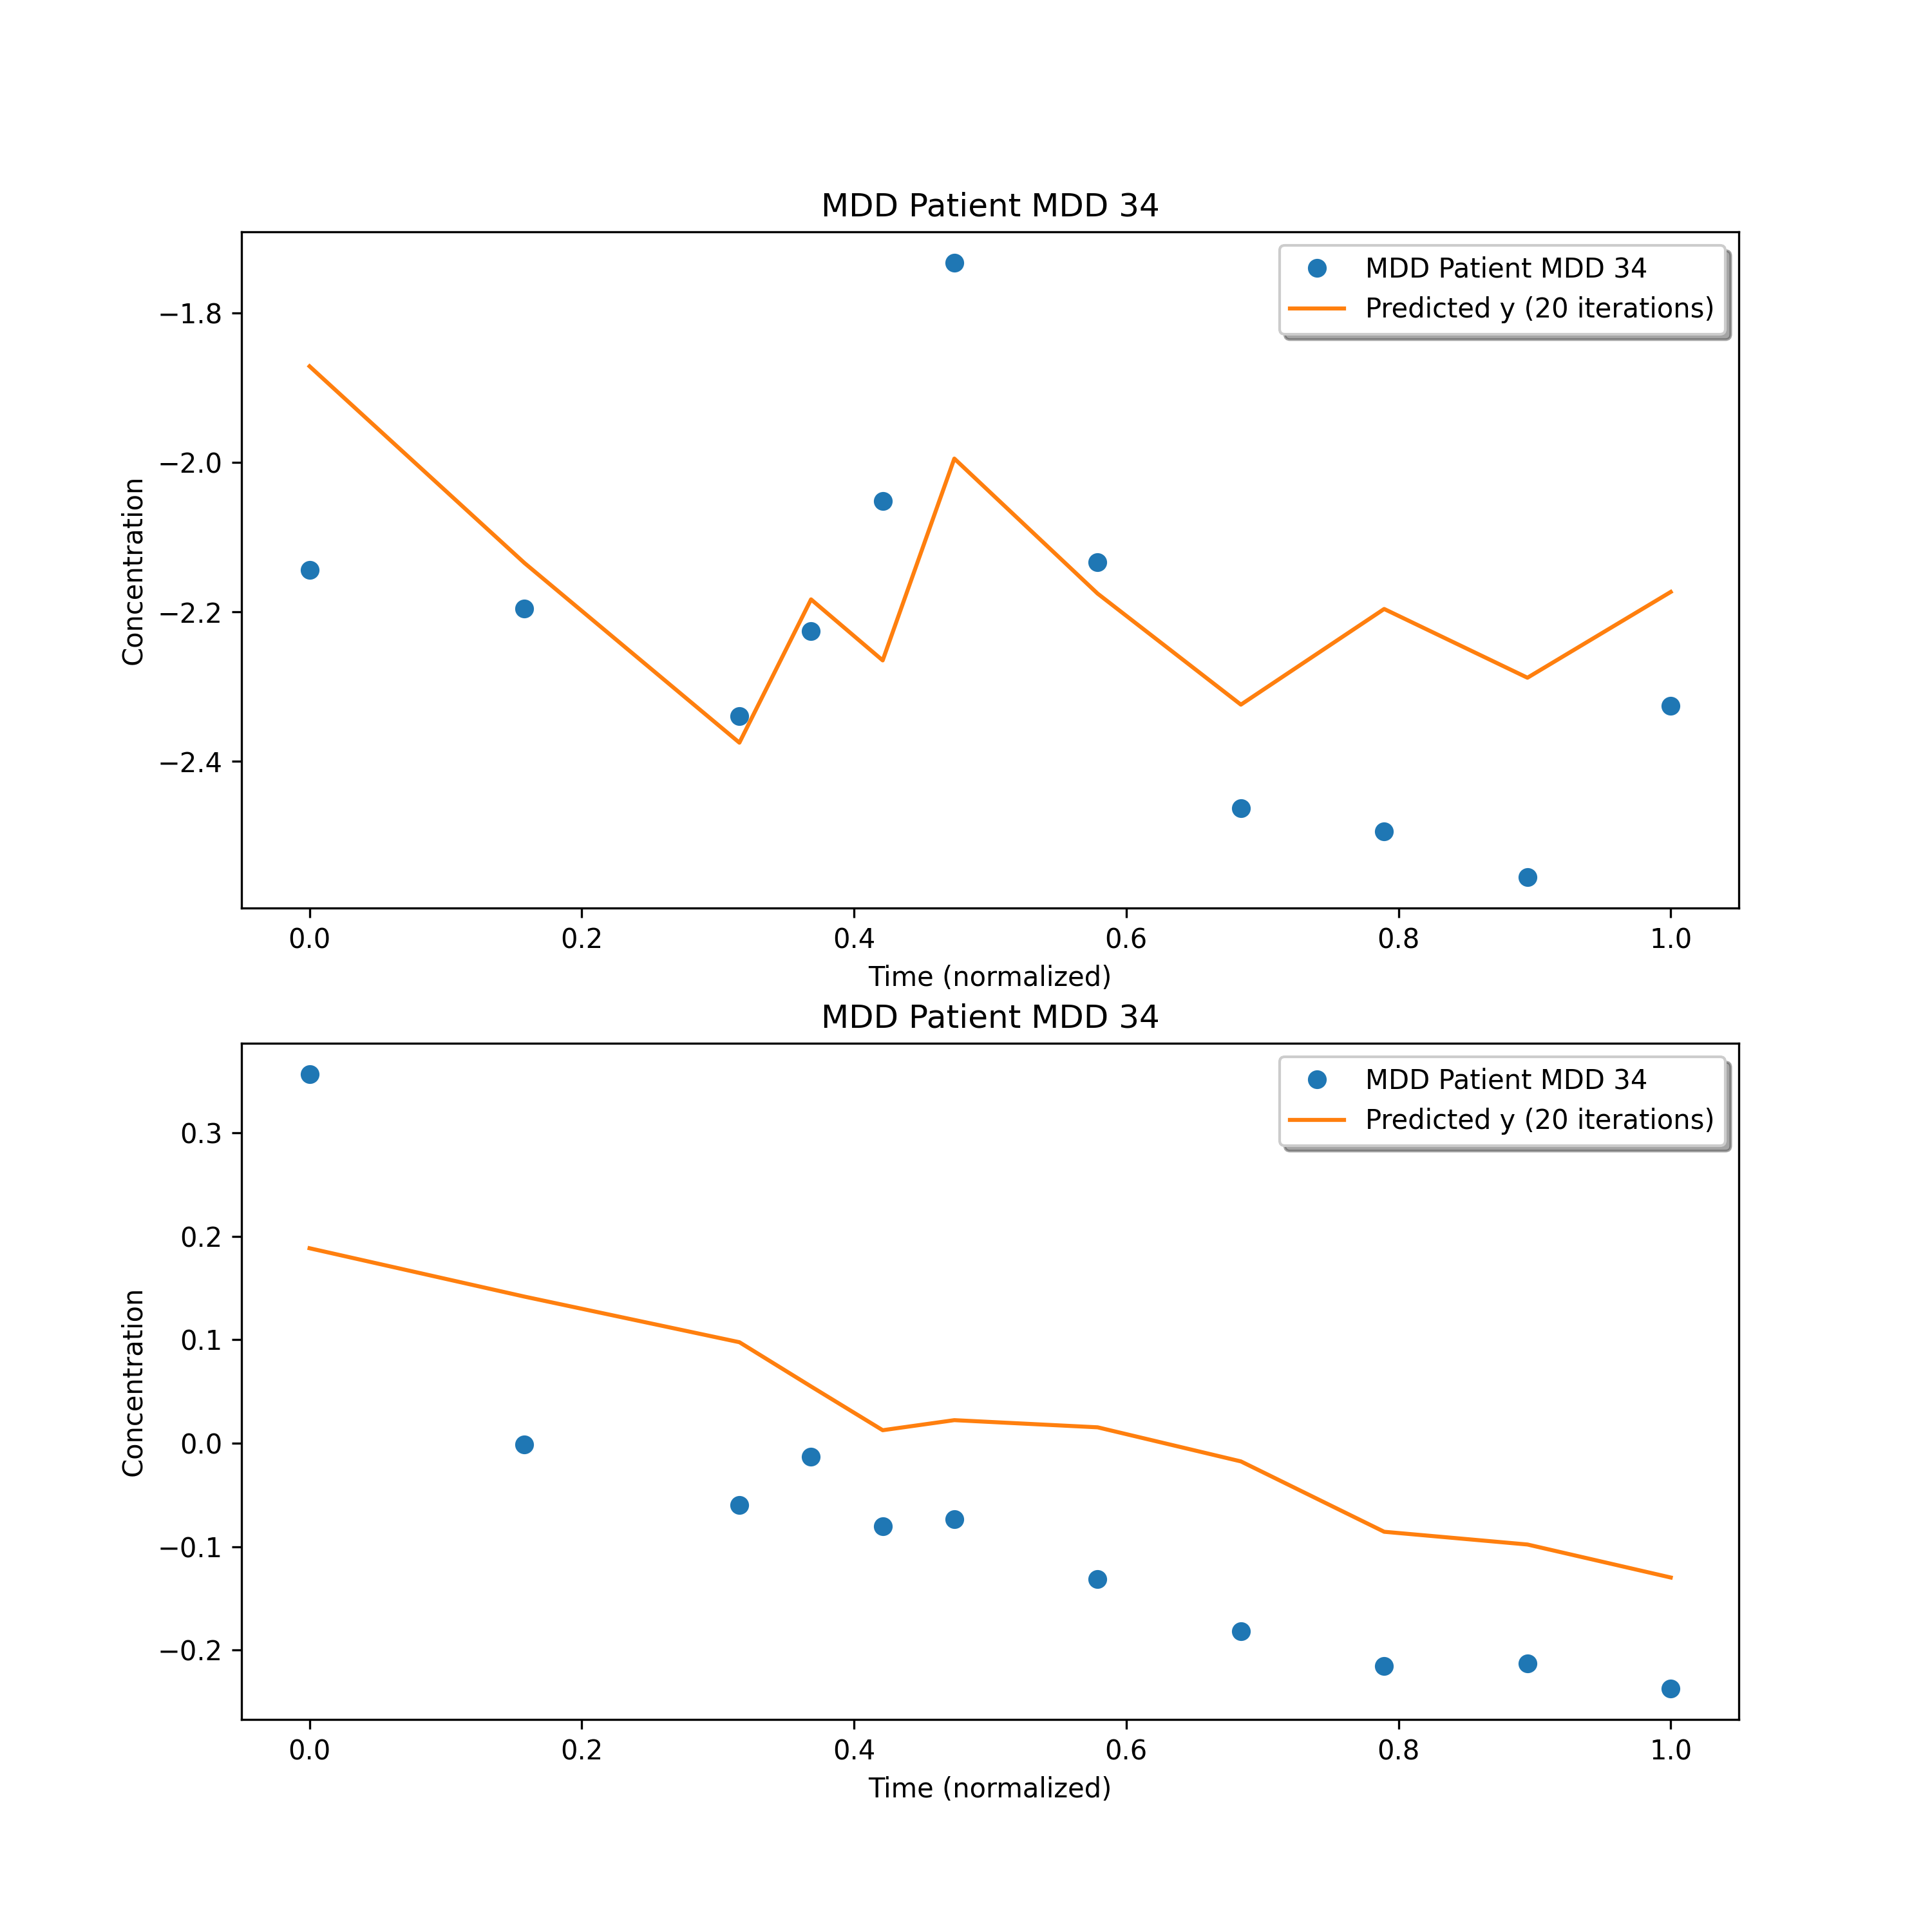 MDD Patient MDD 34
MDD Patient MDD 34
Predicted y (20 iterations)
−1.8
−2.0
−2.2
−2.4
Concentration
0.0 0.2 0.4 0.6 0.8 1.0
Time (normalized)
MDD Patient MDD 34
MDD Patient MDD 34
Predicted y (20 iterations)
0.3
0.2
0.1
0.0
−0.1
−0.2
Concentration
0.0 0.2 0.4 0.6 0.8 1.0
Time (normalized)